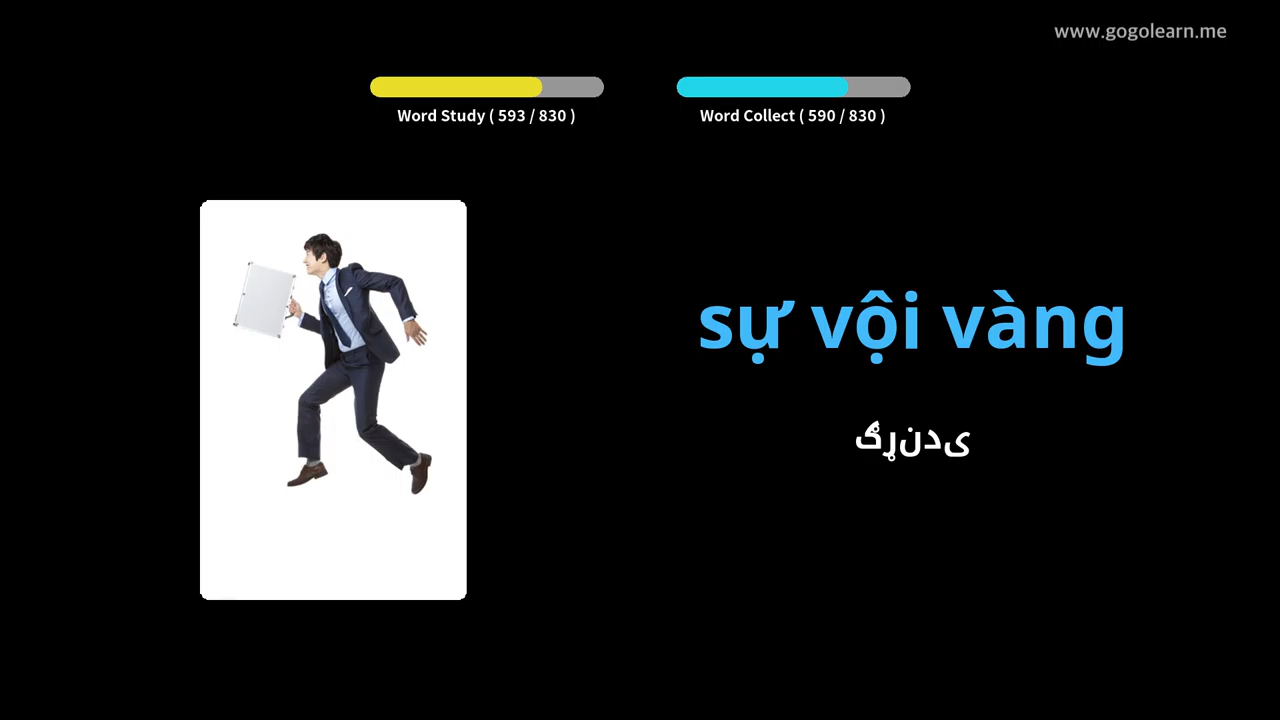 www.gogolearn.me
Word Study ( 593 / 830 )
Word Collect ( 590 / 830 )
sự vội vàng
ګړندی